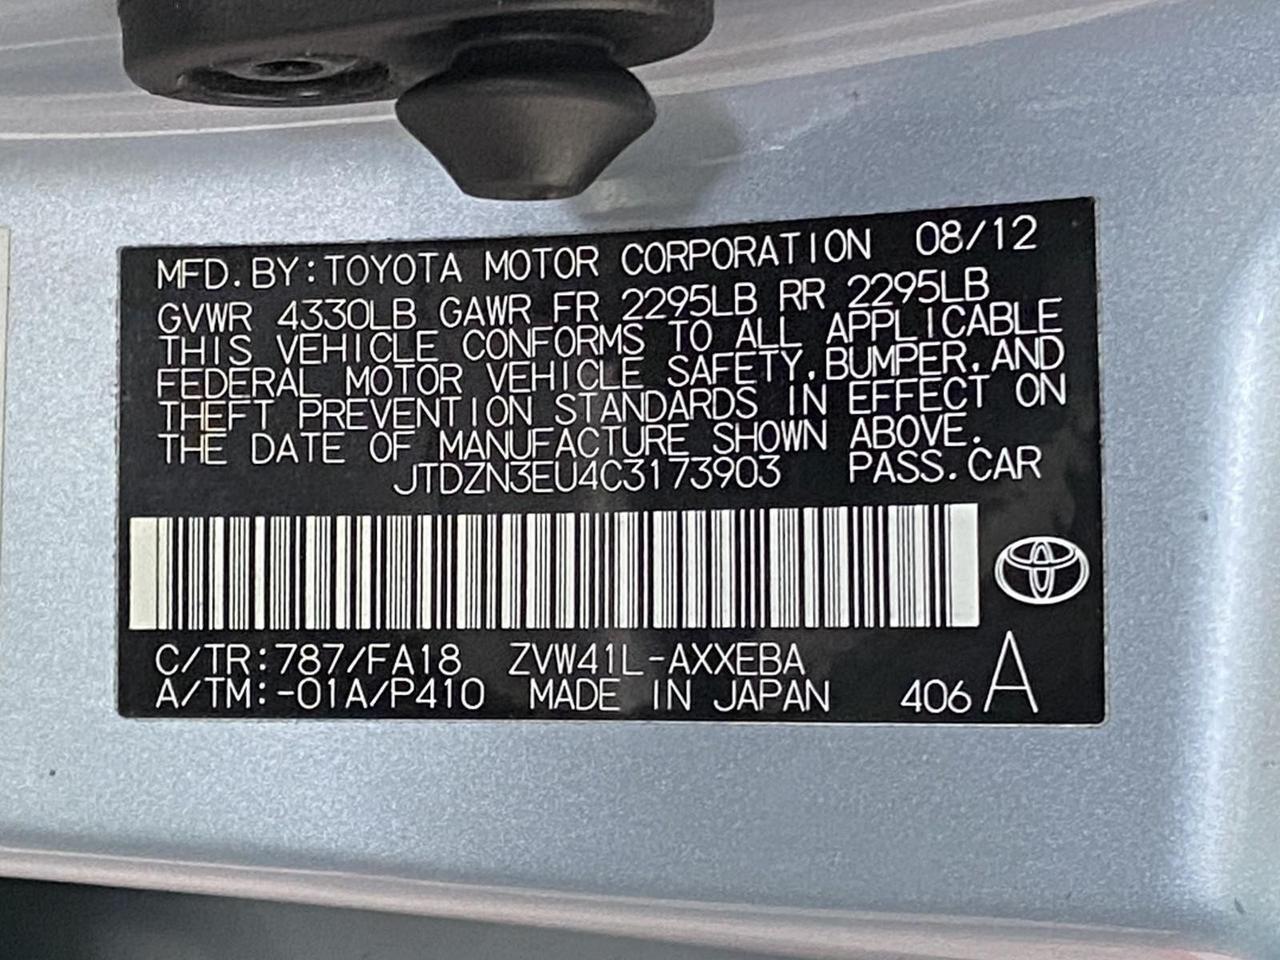 MFD. BY: TOYOTA MOTOR CORPORATION 08/12
GVWR 4330LB GAWR FR 2295LB RR 2295LB
THIS VEHICLE CONFORMS TO ALL APPLICABLE
FEDERAL MOTOR VEHICLE SAFETY, BUMPER, AND
THEFT PREVENTION STANDARDS IN EFFECT ON
THE DATE OF MANUFACTURE SHOWN ABOVE.
JTDZN3EU4C3173903 PASS. CAR
C/TR: 787/FA18 ZVW41L-AXXEBA
A/TM: -01A/P410 MADE IN JAPAN 406 A